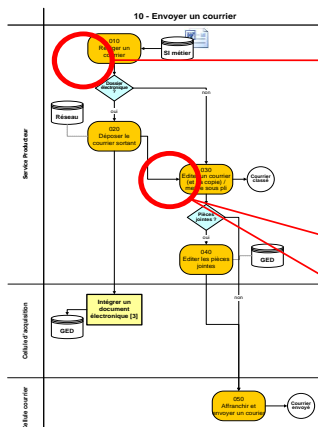 10 - Envoyer un courrier
010
Rédiger un
courrier
SI métier
Dossier
électronique
?
non
oui
Réseau
020
Déposer le
courrier sortant
030
Editer un courrier
(et sa copie) /
sous pli
Courrier
classé
Pièces
jointes ?
oui
040
Editer les pièces
jointes
GED
non
Intégrer un
document
électronique [3]
GED
050
Affranchir et
envoyer un courier
Courrier
envoyé
Service Producteur
Cellule d'acquisition
Cellule courrier